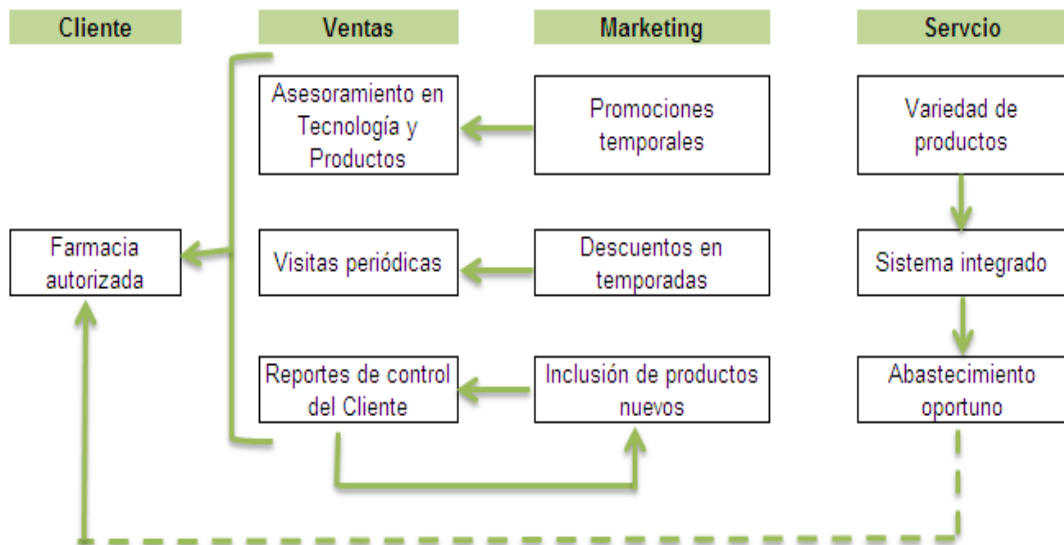 Cliente
Ventas
Marketing
Servcio
Asesoramiento en
Tecnología y
Productos
Promociones
temporales
Variedad de
productos
Farmacia
autorizada
Visitas periódicas
Descuentos en
temporadas
Sistema integrado
Reportes de control
del Cliente
Inclusión de productos
nuevos
Abastecimiento
oportuno